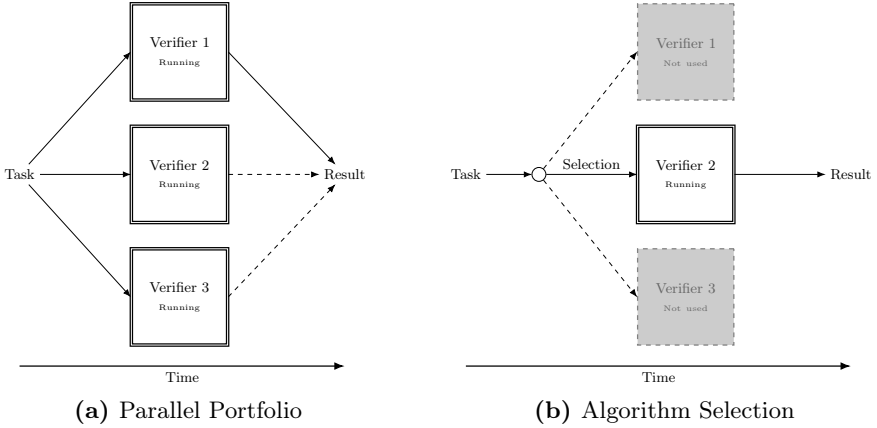 Verifier 1
Running
Verifier 2
Running
Task
Result
Verifier 3
Running
Time
(a) Parallel Portfolio
Verifier 1
Not used
Verifier 2
Running
Task
Selection
Result
Verifier 3
Not used
Time
(b) Algorithm Selection